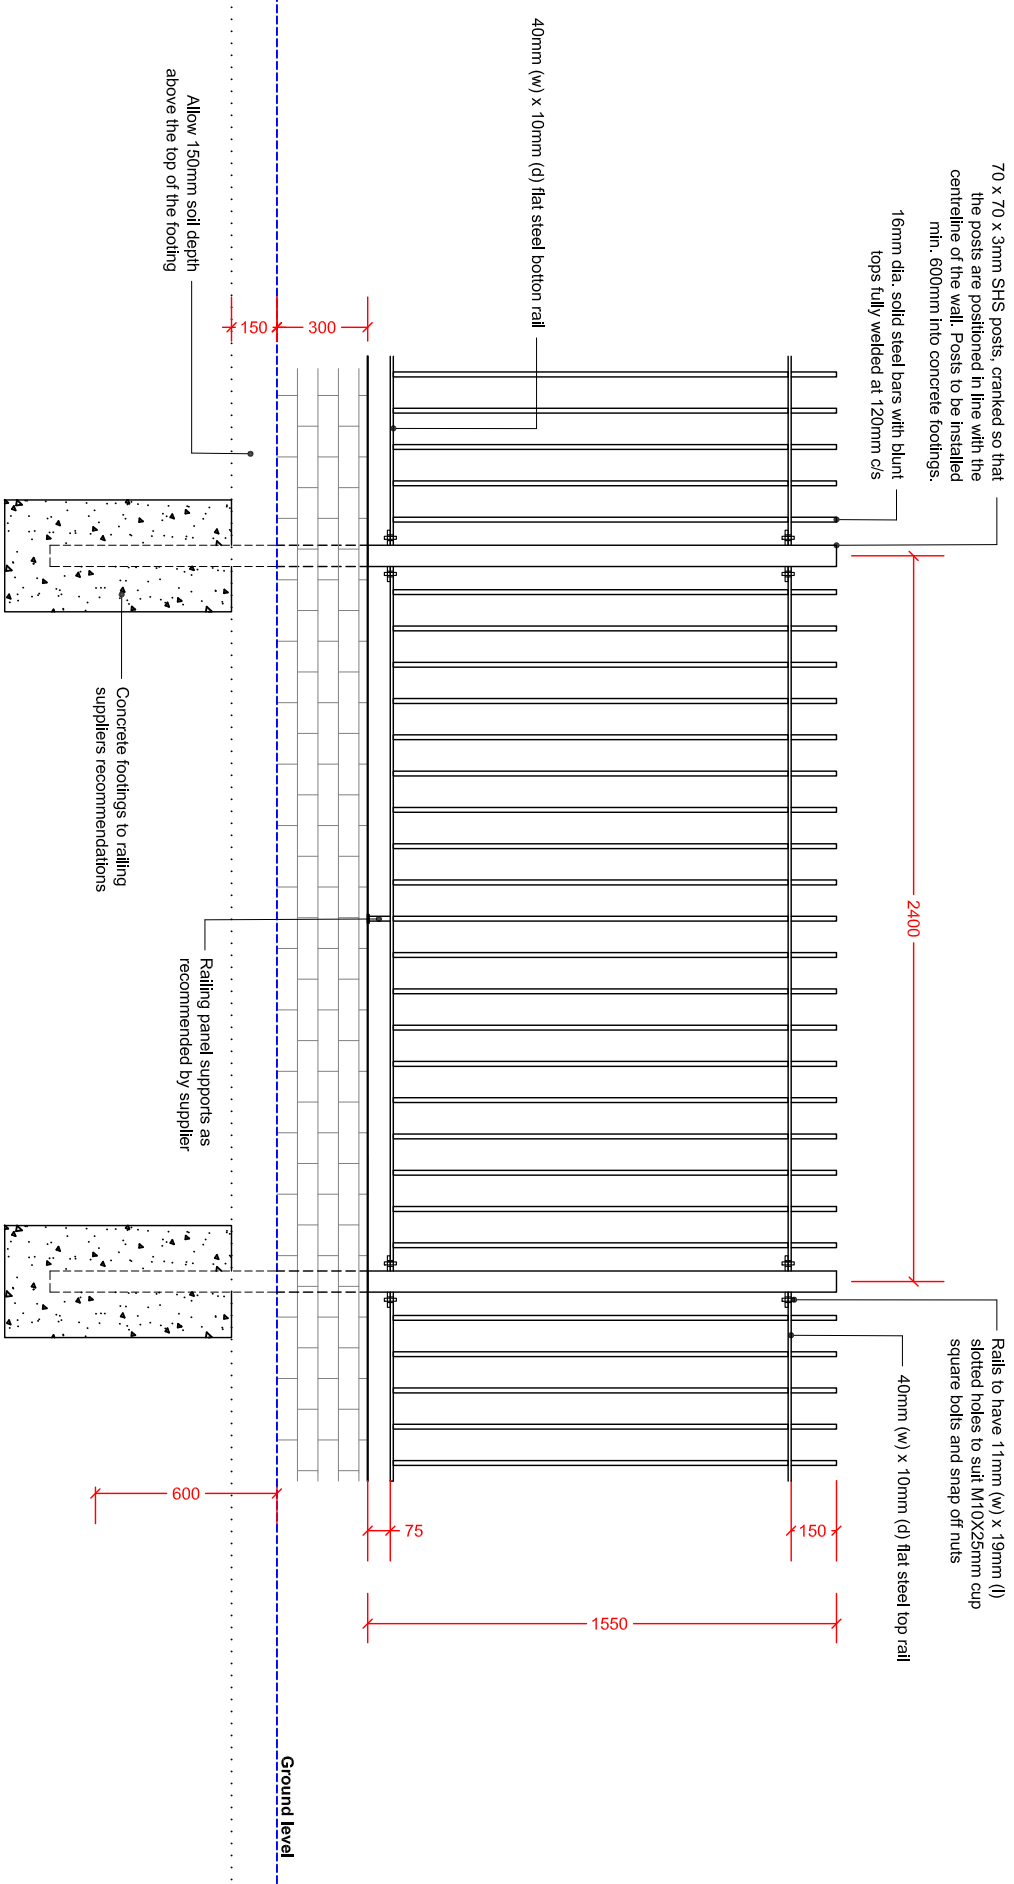 70 x 70 x 3mm SHS posts, cranked so that
the posts are positioned in line with the
centreline of the wall. Posts to be installed
min. 600mm into concrete footings.
16mm dia. solid steel bars with blunt
tops fully welded at 120mm c/s
40mm (w) x 10mm (d) flat steel botton rail
Allow 150mm soil depth
above the top of the footing
150
300
2400
Concrete footings to railing
suppliers recommendations
Railing panel supports as
recommended by supplier
Rails to have 11mm (w) x 19mm (l)
slotted holes to suit M10X25mm cup
square bolts and snap off nuts
40mm (w) x 10mm (d) flat steel top rail
150
75
600
1550
Ground level